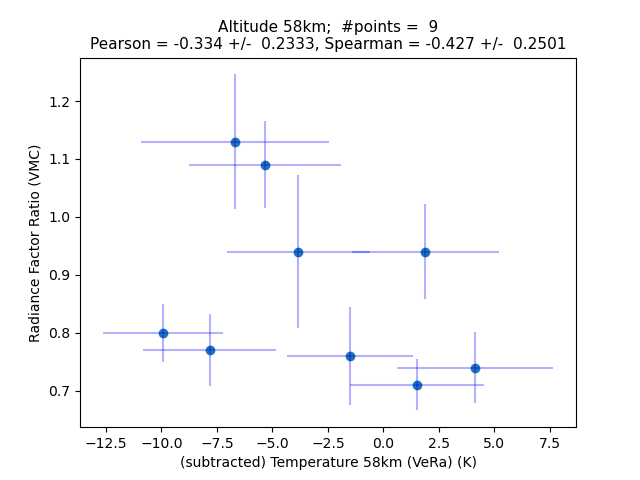 Altitude 58km;  #points =  9
Pearson = -0.334 +/-  0.2333, Spearman = -0.427 +/-  0.2501
Radiance Factor Ratio (VMC)
1.2
1.1
1.0
0.9
0.8
0.7
−12.5 −10.0 −7.5 −5.0 −2.5 0.0 2.5 5.0 7.5
(subtracted) Temperature 58km (VeRa) (K)